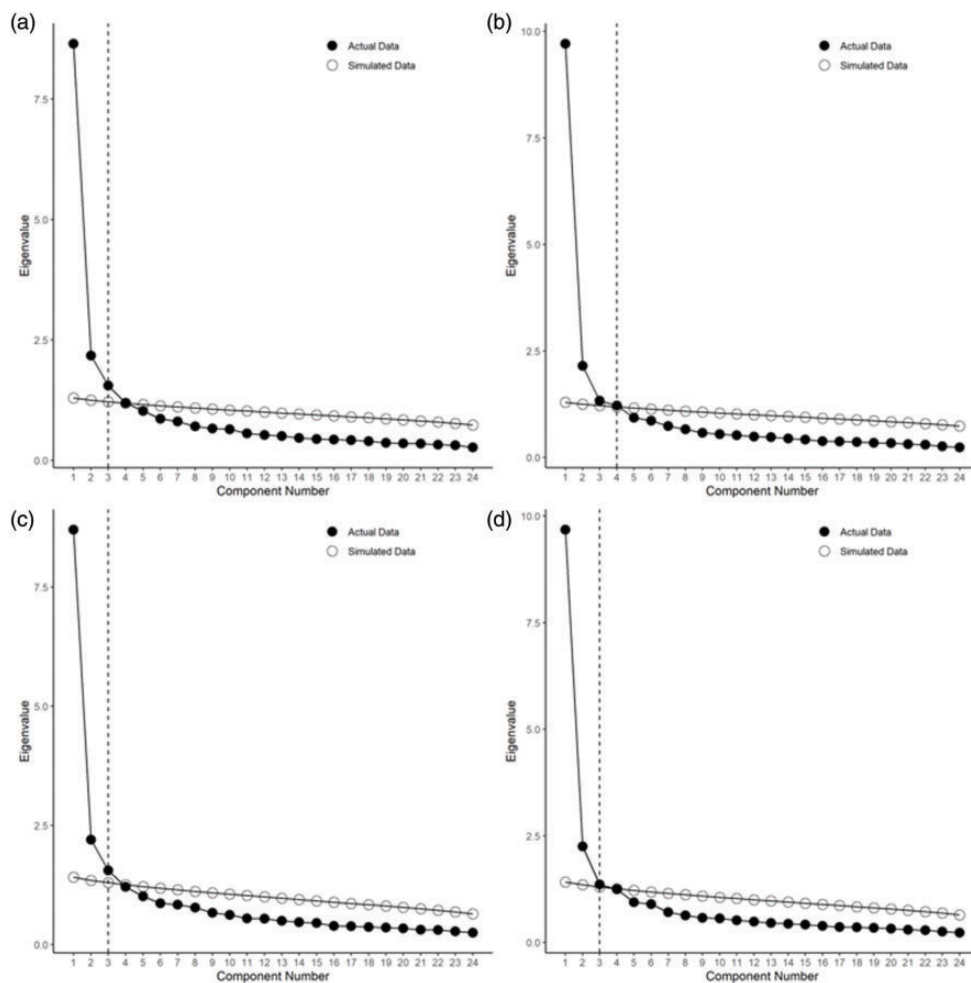 (a)
Actual Data
Simulated Data
7.5
5.0
2.5
0.0
Eigenvalue
1 2 3 4 5 6 7 8 9 10 11 12 13 14 15 16 17 18 19 20 21 22 23 24
Component Number
(b)
Actual Data
Simulated Data
10.0
7.5
5.0
2.5
0.0
Eigenvalue
1 2 3 4 5 6 7 8 9 10 11 12 13 14 15 16 17 18 19 20 21 22 23 24
Component Number
(c)
Actual Data
Simulated Data
7.5
5.0
2.5
0.0
Eigenvalue
1 2 3 4 5 6 7 8 9 10 11 12 13 14 15 16 17 18 19 20 21 22 23 24
Component Number
(d)
Actual Data
Simulated Data
10.0
7.5
5.0
2.5
0.0
Eigenvalue
1 2 3 4 5 6 7 8 9 10 11 12 13 14 15 16 17 18 19 20 21 22 23 24
Component Number